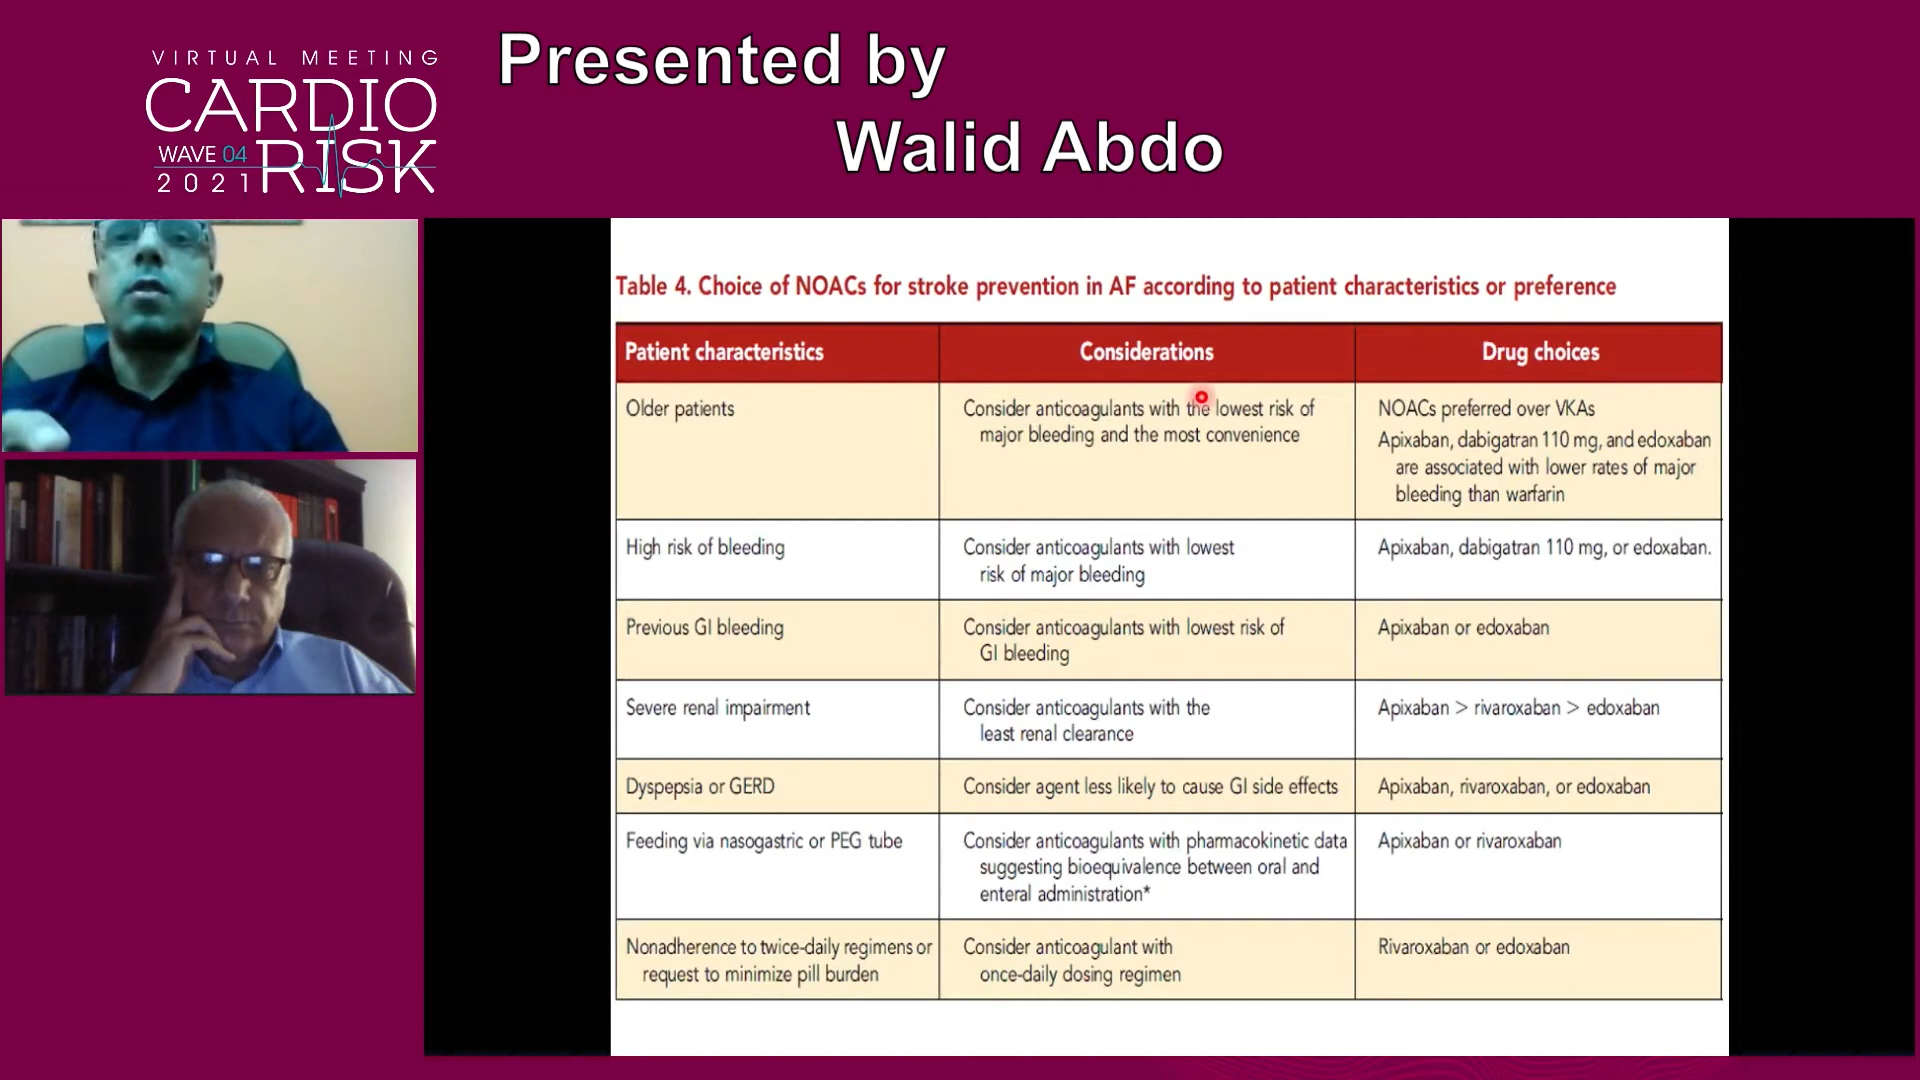 VIRTUAL MEETING
CARDIO
WAVE 04 RISK
2021
Presented by
Walid Abdo
Table 4. Choice of NOACs for stroke prevention in AF according to patient characteristics or preference
Patient characteristics
Considerations
Drug choices
Older patients
Consider anticoagulants with the lowest risk of
major bleeding and the most convenience
NOACs preferred over VKAs
Apixaban, dabigatran 110 mg, and edoxaban
are associated with lower rates of major
bleeding than warfarin
High risk of bleeding
Consider anticoagulants with lowest
risk of major bleeding
Apixaban, dabigatran 110 mg, or edoxaban.
Previous GI bleeding
Consider anticoagulants with lowest risk of
GI bleeding
Apixaban or edoxaban
Severe renal impairment
Consider anticoagulants with the
least renal clearance
Apixaban > rivaroxaban > edoxaban
Dyspepsia or GERD
Consider agent less likely to cause GI side effects
Apixaban, rivaroxaban, or edoxaban
Feeding via nasogastric or PEG tube
Consider anticoagulants with pharmacokinetic data
suggesting bioequivalence between oral and
enteral administration*
Apixaban or rivaroxaban
Nonadherence to twice-daily regimens or
request to minimize pill burden
Consider anticoagulant with
once-daily dosing regimen
Rivaroxaban or edoxaban